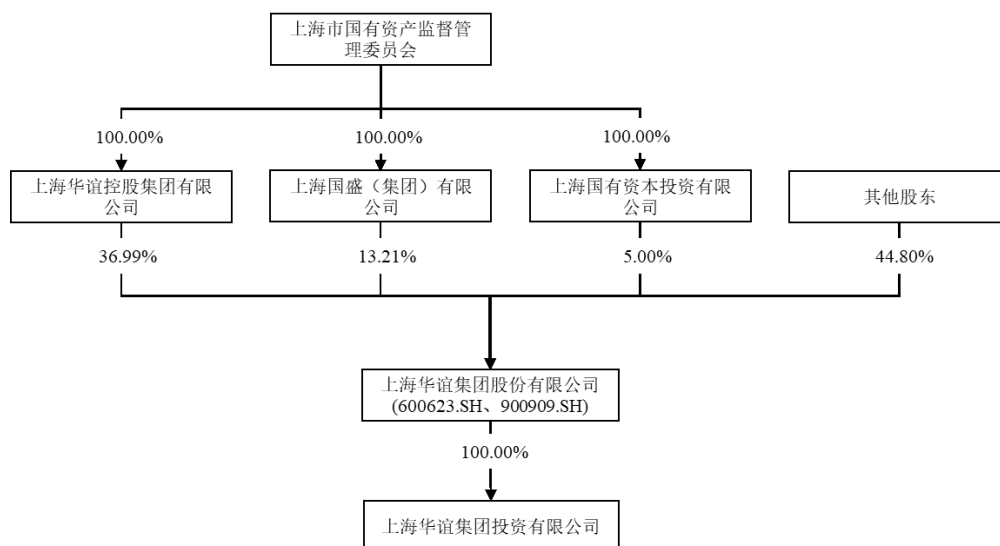 上海市国有资产监督管
理委员会
100.00%
100.00%
100.00%
上海华谊控股集团有限
公司
上海国盛（集团）有限
公司
上海国有资本投资有限
公司
其他股东
36.99%
13.21%
5.00%
44.80%
上海华谊集团股份有限公司
(600623.SH、900909.SH)
100.00%
上海华谊集团投资有限公司